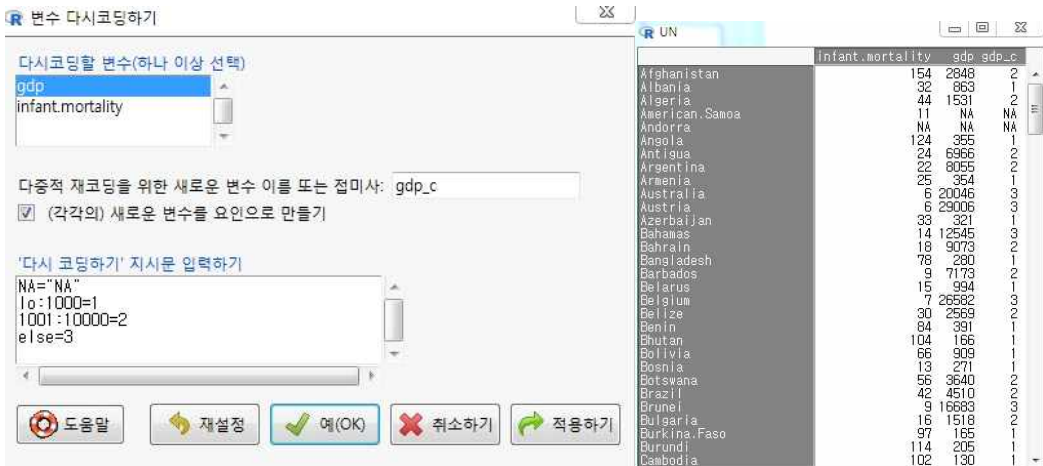 변수 다시코딩하기
다시코딩할 변수(하나 이상 선택)
gdp
infant.mortality
다중적 재코딩을 위한 새로운 변수 이름 또는 접미사: gdp_c
(각각의) 새로운 변수를 요인으로 만들기
'다시 코딩하기' 지시문 입력하기
NA="NA"
lo:1000=1
1001:10000=2
else=3
도움말 재설정 예(OK) 취소하기 적용하기
UN
infant.mortality gdp gdp_c
Afghanistan 154 2848 2
Albania 32 863 1
Algeria 44 1531 2
American.Samoa 11 NA NA
Andorra NA NA NA
Angola 124 355 1
Antigua 24 6966 2
Argentina 22 8055 2
Armenia 25 354 1
Australia 6 20046 3
Austria 6 29006 3
Azerbaijan 33 321 1
Bahamas 14 12545 3
Bahrain 18 9073 2
Bangladesh 78 280 1
Barbados 9 7173 2
Belarus 15 994 1
Belgium 7 26582 3
Belize 30 2569 2
Benin 84 391 1
Bhutan 104 166 1
Bolivia 66 909 1
Bosnia 13 271 1
Botswana 56 3640 2
Brazil 42 4510 2
Brunei 9 16683 3
Bulgaria 16 1518 2
Burkina.Faso 97 165 1
Burundi 114 205 1
Cambodia 102 130 1